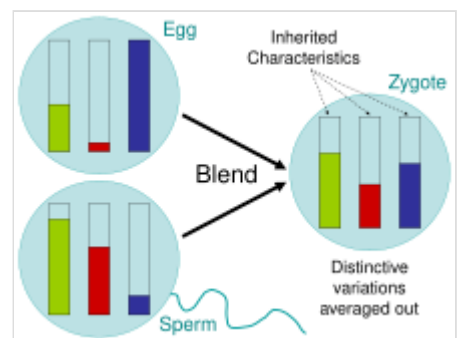 Egg
Inherited
Characteristics
Zygote
Blend
Distinctive
variations
averaged out
Sperm